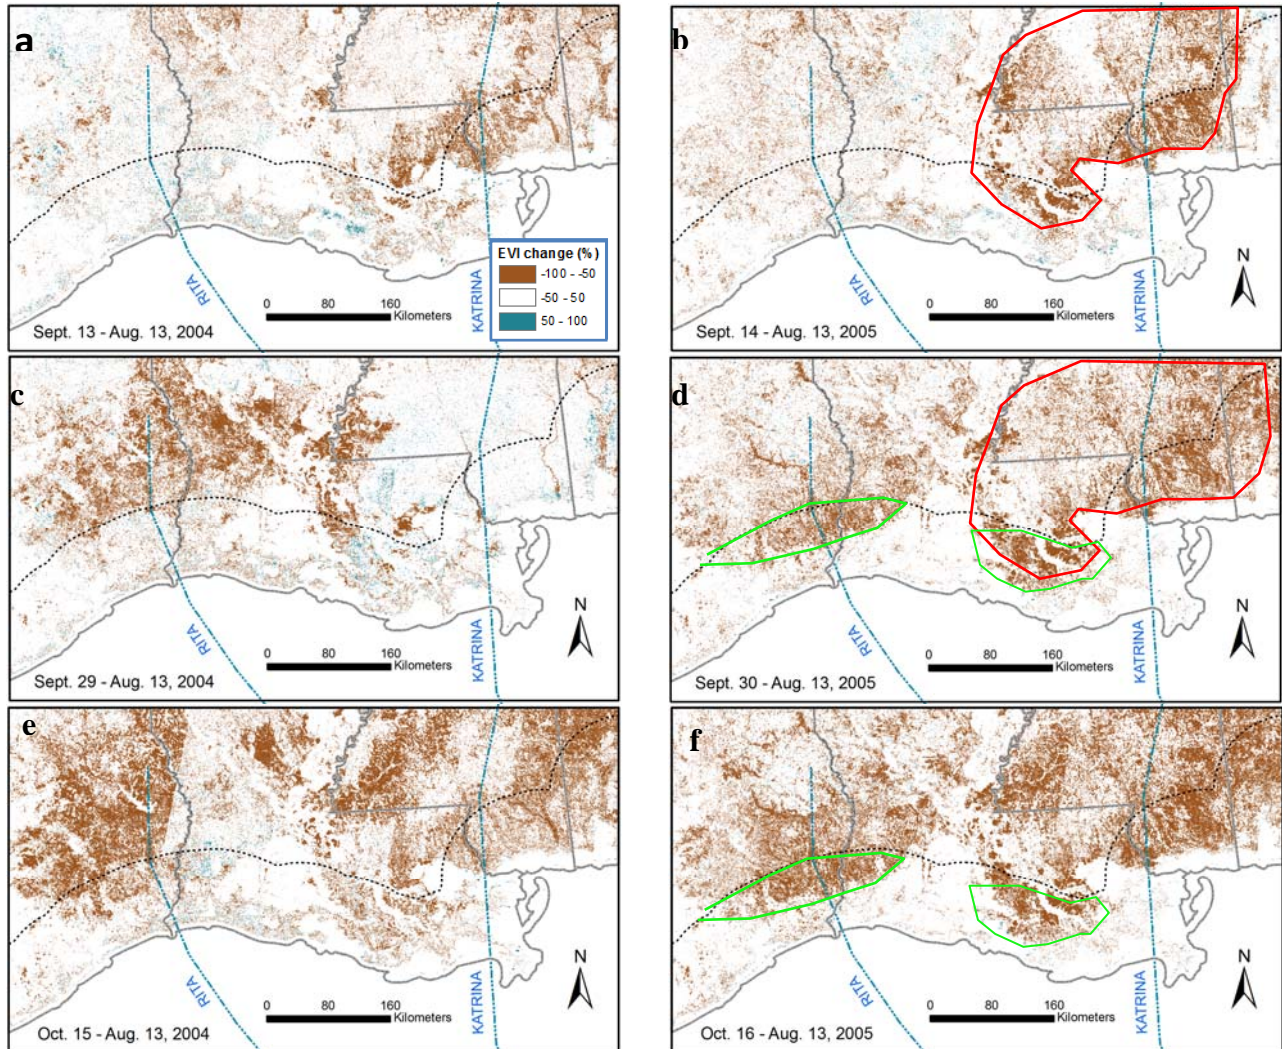 a
RITA
KATRINA
EVI change (%)
-100 - -50
-50 - 50
50 - 100
0 80 160
Kilometers
Sept. 13 - Aug. 13, 2004
b
RITA
KATRINA
N
0 80 160
Kilometers
Sept. 14 - Aug. 13, 2005
c
RITA
KATRINA
N
0 80 160
Kilometers
Sept. 29 - Aug. 13, 2004
d
RITA
KATRINA
N
0 80 160
Kilometers
Sept. 30 - Aug. 13, 2005
e
RITA
KATRINA
N
0 80 160
Kilometers
Oct. 15 - Aug. 13, 2004
f
RITA
KATRINA
N
0 80 160
Kilometers
Oct. 16 - Aug. 13, 2005